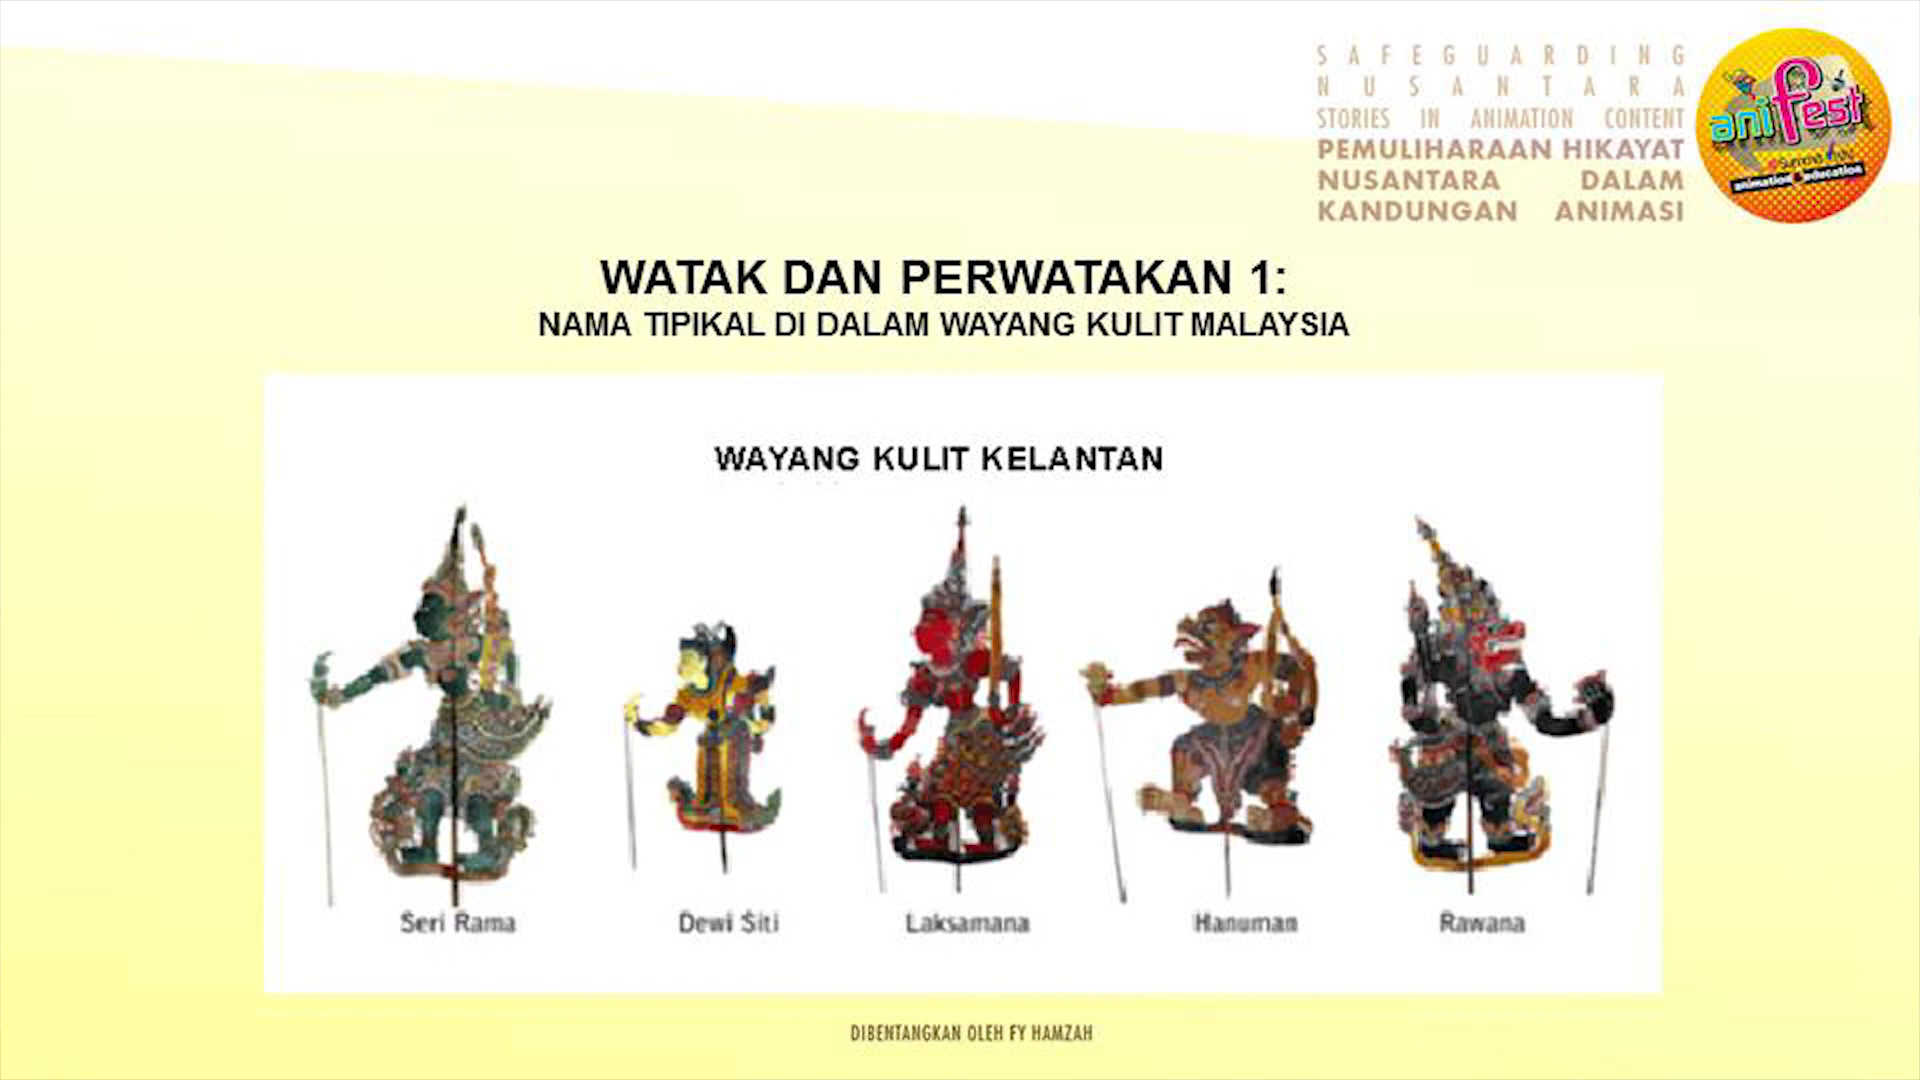 SAFEGUARDING
NUSANTARA
STORIES IN ANIMATION CONTENT
PEMULIHARAAN HIKAYAT
NUSANTARA DALAM
KANDUNGAN ANIMASI
anifest
animation education
WATAK DAN PERWATAKAN 1:
NAMA TIPIKAL DI DALAM WAYANG KULIT MALAYSIA
WAYANG KULIT KELANTAN
Seri Rama
Dewi Siti
Laksamana
Hanuman
Rawana
DIBENTANGKAN OLEH FY HAMZAH